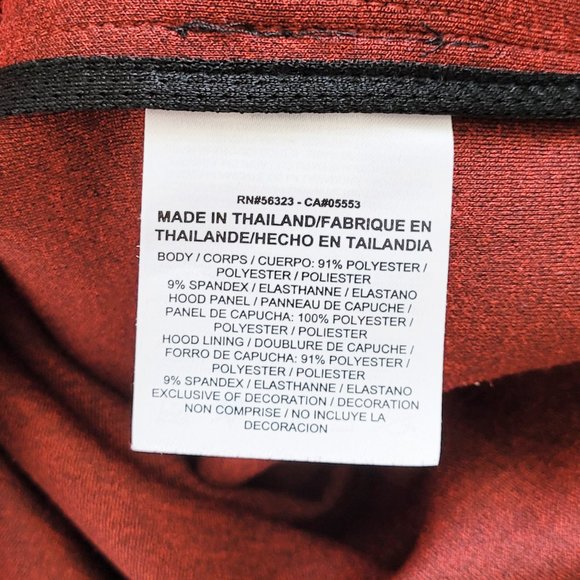 RN#56323 - CA#05553
MADE IN THAILAND/FABRIQUE EN
THAILANDE/HECHO EN TAILANDIA
BODY / CORPS / CUERPO: 91% POLYESTER /
POLYESTER / POLIESTER
9% SPANDEX / ELASTHANNE / ELASTANO
HOOD PANEL / PANNEAU DE CAPUCHE /
PANEL DE CAPUCHA: 100% POLYESTER /
POLYESTER / POLIESTER
HOOD LINING / DOUBLURE DE CAPUCHE /
FORRO DE CAPUCHA: 91% POLYESTER /
POLYESTER / POLIESTER
9% SPANDEX / ELASTHANNE / ELASTANO
EXCLUSIVE OF DECORATION / DECORATION
NON COMPRISE / NO INCLUYE LA
DECORACION